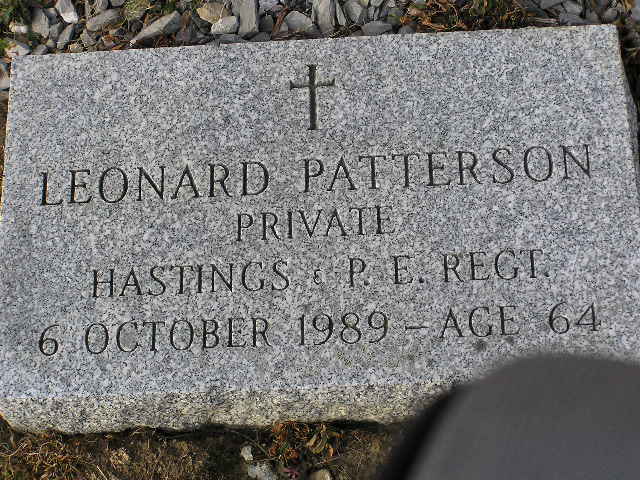 LEONARD PATTERSON
PRIVATE
HASTINGS & P. E. REGT.
6 OCTOBER 1989 – AGE 64